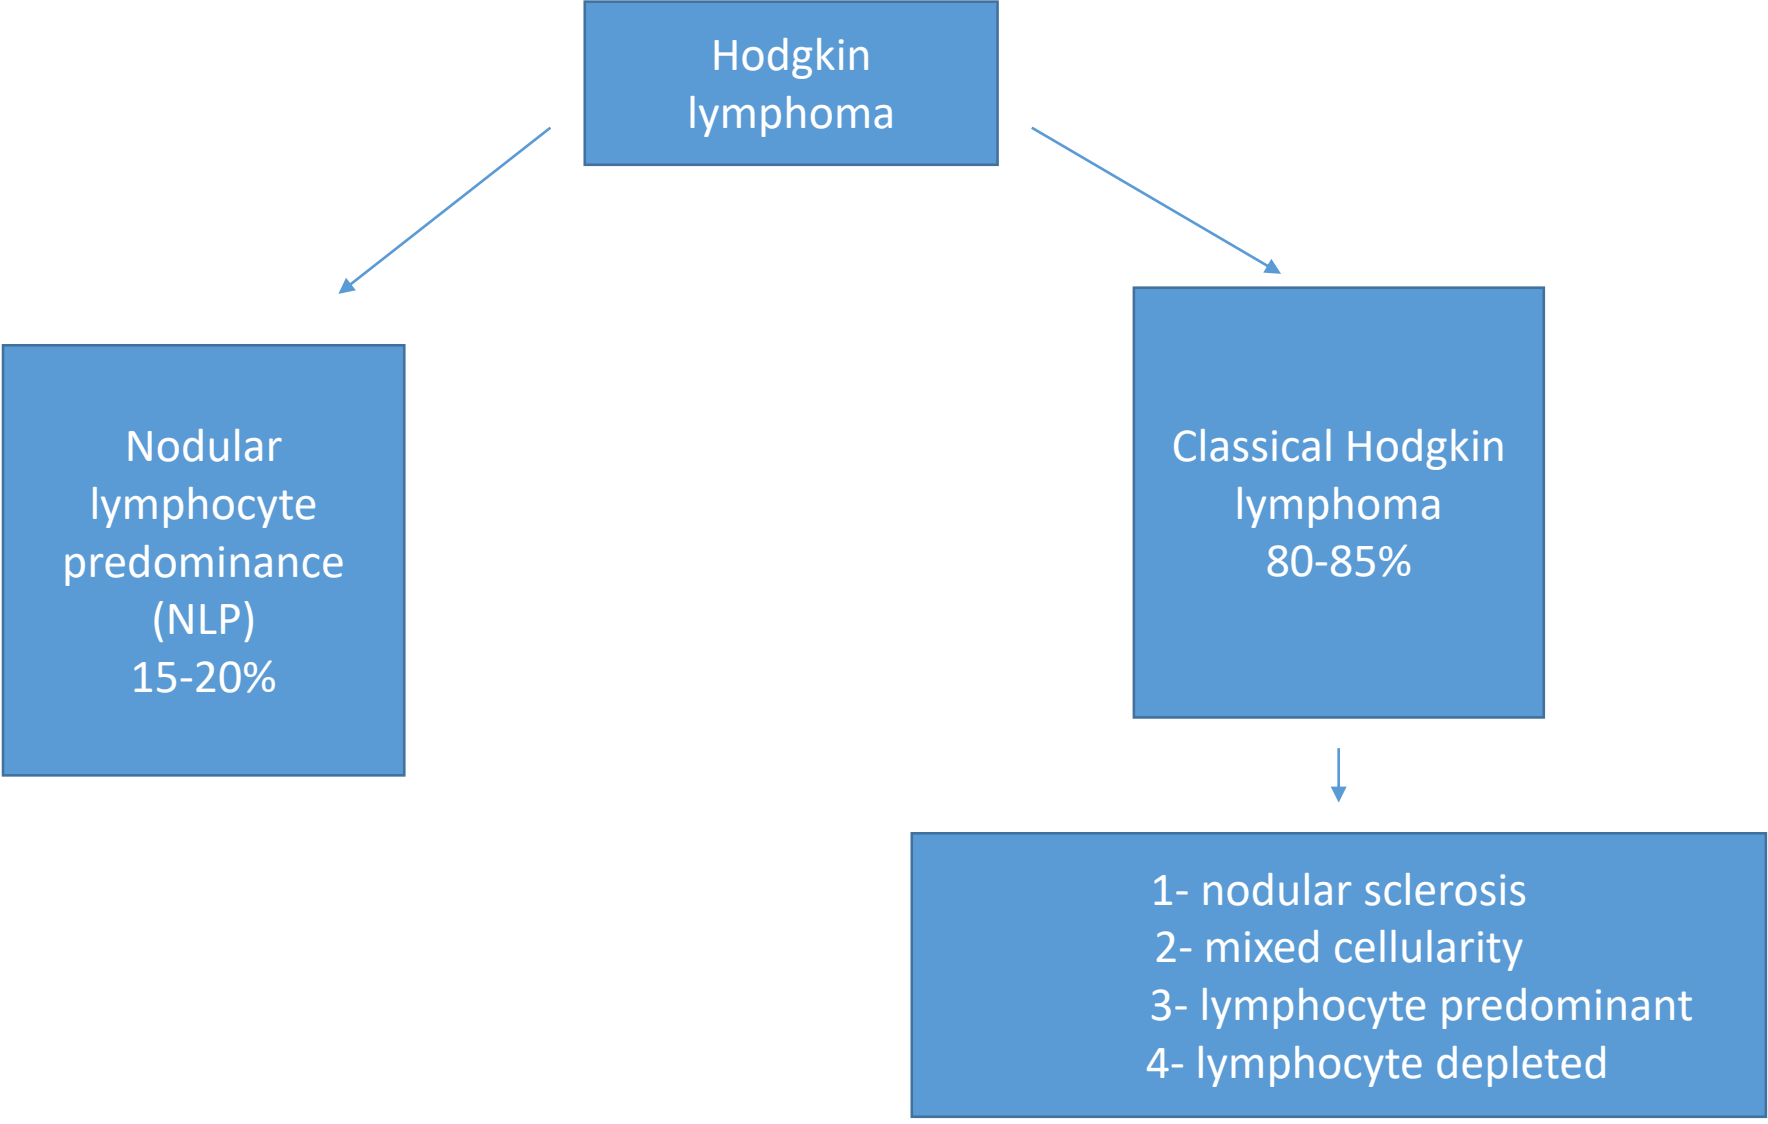 Hodgkin
lymphoma
Nodular
lymphocyte
predominance
(NLP)
15-20%
Classical Hodgkin
lymphoma
80-85%
1- nodular sclerosis
2- mixed cellularity
3- lymphocyte predominant
4- lymphocyte depleted